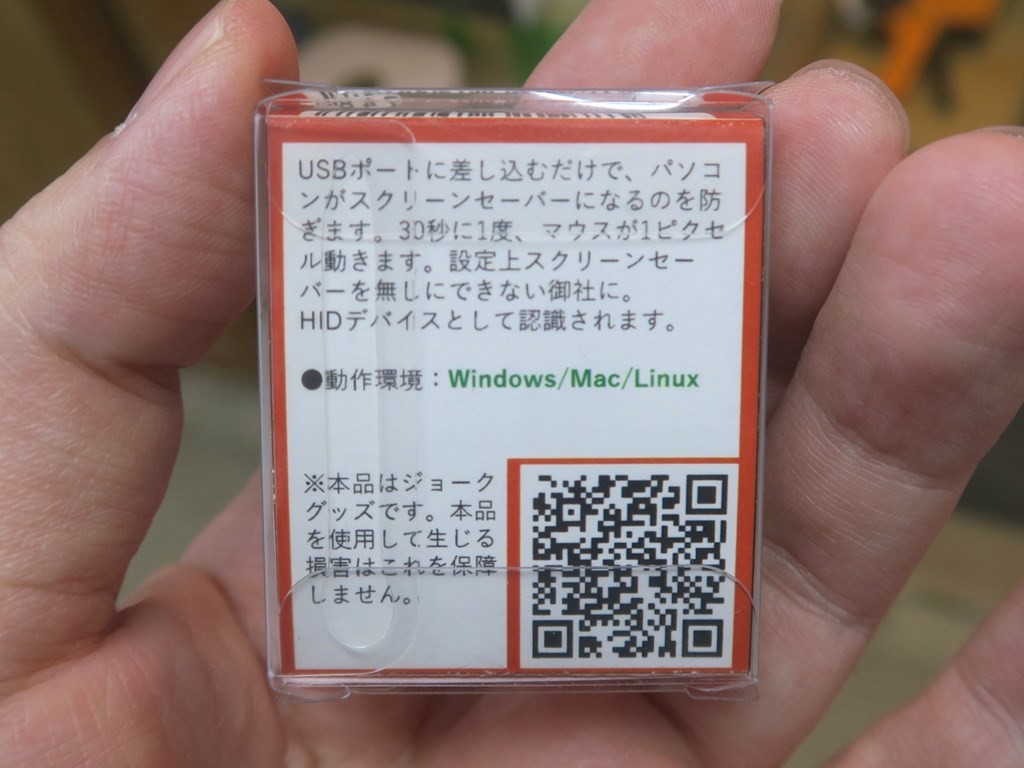 USBポートに差し込むだけで、パソコ
ンがスクリーンセーバーになるのを防
ぎます。30秒に1度、マウスが1ピクセ
ル動きます。設定上スクリーンセー
バーを無しにできない御社に。
HIDデバイスとして認識されます。
●動作環境：Windows/Mac/Linux
※本品はジョーク
グッズです。本品
を使用して生じる
損害はこれを保障
しません。